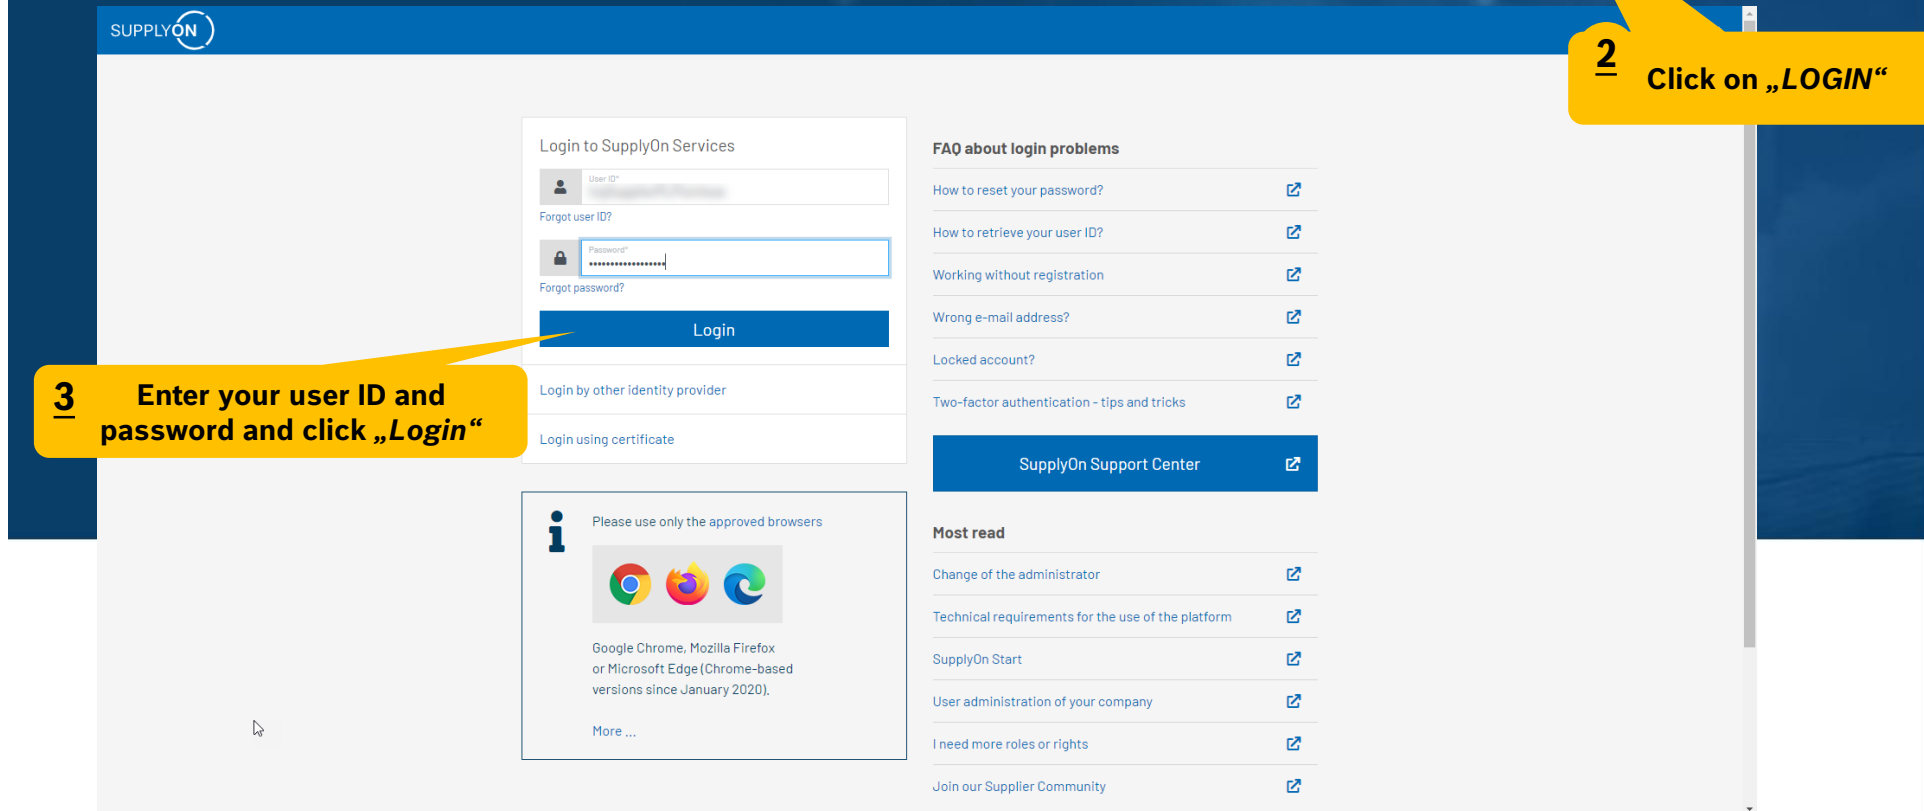 SUPPLYON
2
Click on „LOGIN“
Login to SupplyOn Services
User ID*
Forgot user ID?
Password*
••••••••••••••••••
Forgot password?
Login
3
Enter your user ID and
password and click „Login“
Login by other identity provider
Login using certificate
Please use only the approved browsers
Google Chrome, Mozilla Firefox
or Microsoft Edge (Chrome-based
versions since January 2020).
More ...
FAQ about login problems
How to reset your password?
How to retrieve your user ID?
Working without registration
Wrong e-mail address?
Locked account?
Two-factor authentication - tips and tricks
SupplyOn Support Center
Most read
Change of the administrator
Technical requirements for the use of the platform
SupplyOn Start
User administration of your company
I need more roles or rights
Join our Supplier Community